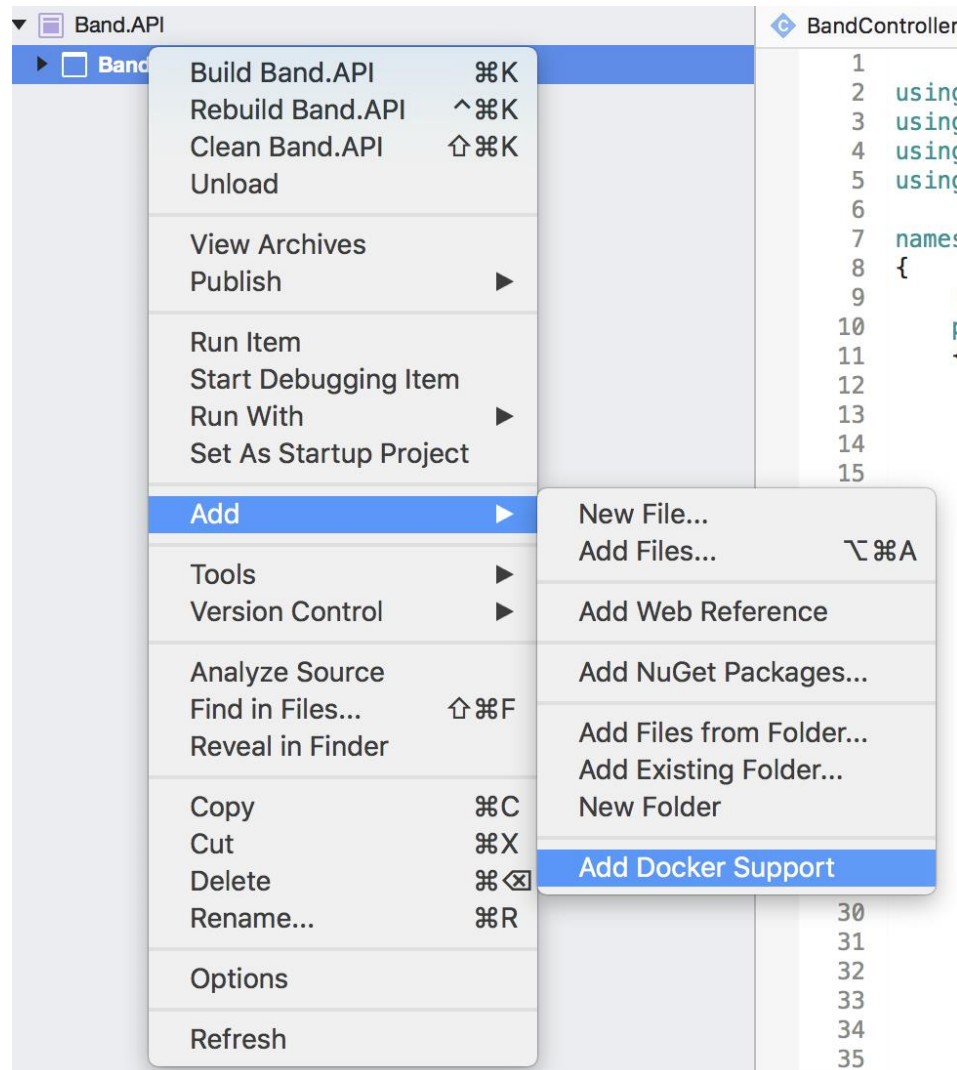 Band.API
Band
BandController
Build Band.API ⌘K
Rebuild Band.API ^⌘K
Clean Band.API ⇧⌘K
Unload
View Archives
Publish
Run Item
Start Debugging Item
Run With
Set As Startup Project
Add
Tools
Version Control
Analyze Source
Find in Files... ⇧⌘F
Reveal in Finder
Copy ⌘C
Cut ⌘X
Delete ⌘⌫
Rename... ⌘R
Options
Refresh
New File...
Add Files... ⌥⌘A
Add Web Reference
Add NuGet Packages...
Add Files from Folder...
Add Existing Folder...
New Folder
Add Docker Support
1
2 using
3 using
4 using
5 using
6
7 names
8 {
9
10 p
11
12
13
14
15
30
31
32
33
34
35